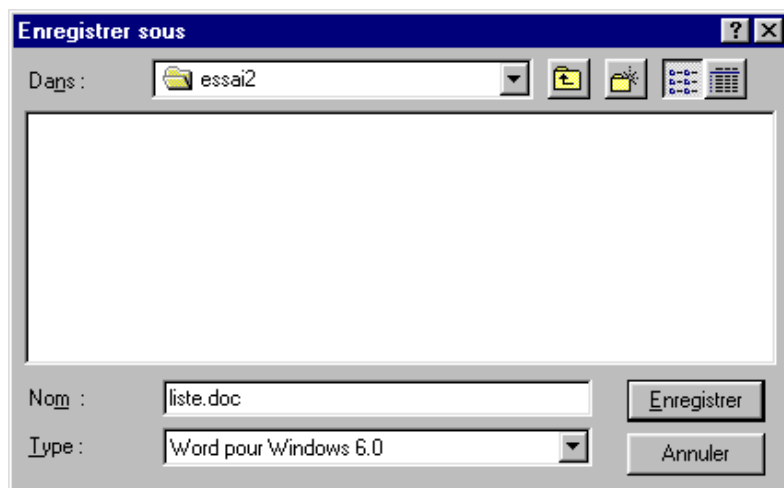 Enregistrer sous
Dans : essai2
Nom : liste.doc
Enregistrer
Type : Word pour Windows 6.0
Annuler